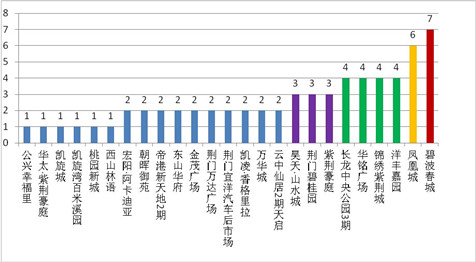 8
7
6
5
4
3
2
1
0
1 1 1 1 1 1 2 2 2 2 2 2 2 2 2 2 3 3 3 4 4 4 4 6 7
公兴幸福里
华太·紫荆豪庭
凯旋城
凯旋湾百米溪园
桃园新城
西山林语
宏阳·阿卡迪亚
朝晖御苑
帝港新天地2期
东山华府
金茂广场
荆门万达广场
荆门宜洋汽车后市场
凯凌香格里拉
万华城
云中仙居2期天启
昊天·山水城
荆门碧桂园
紫荆豪庭
长龙中央公园3期
华铭广场
锦绣紫荆城
洋丰嘉园
凤凰城
碧波春城